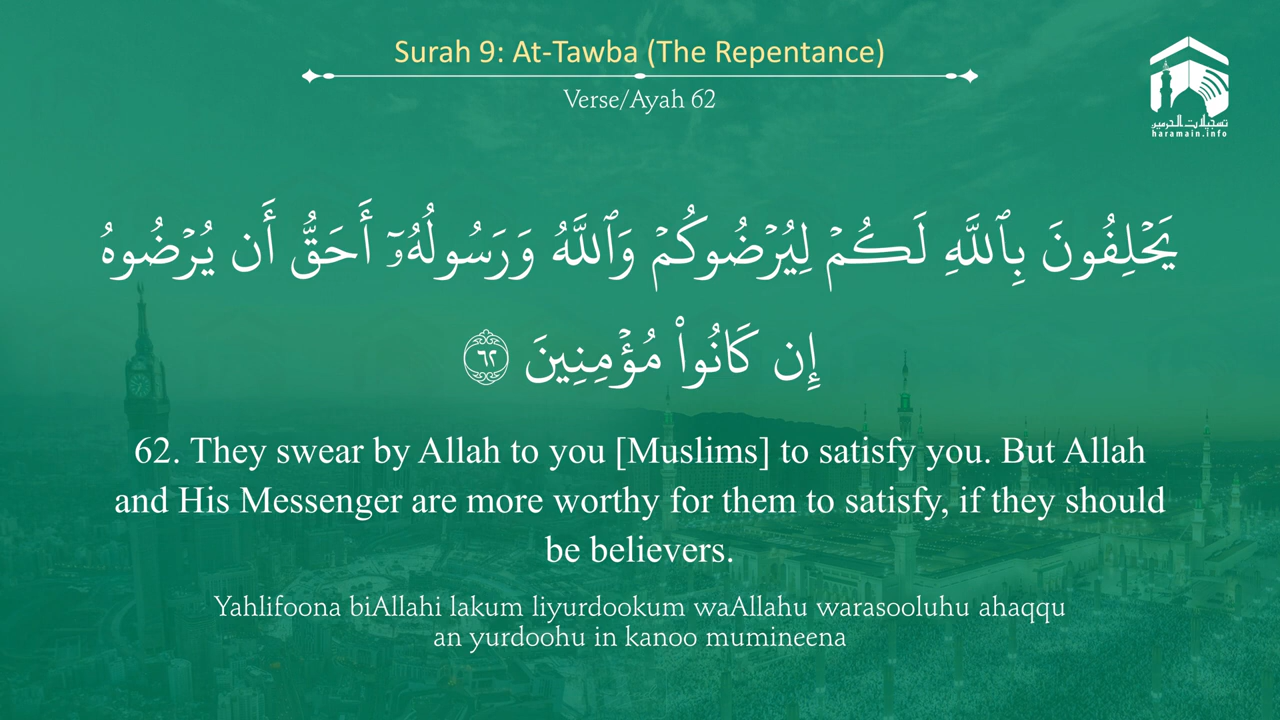 Surah 9: At-Tawba (The Repentance)
Verse/Ayah 62
تسجيلات الحرمين
haramain.info
يَحْلِفُونَ بِٱللَّهِ لَكُمْ لِيُرْضُوكُمْ وَٱللَّهُ وَرَسُولُهُۥٓ أَحَقُّ أَن يُرْضُوهُ
إِن كَانُوا۟ مُؤْمِنِينَ ٦٢
62. They swear by Allah to you [Muslims] to satisfy you. But Allah
and His Messenger are more worthy for them to satisfy, if they should
be believers.
Yahlifoona biAllahi lakum liyurdookum waAllahu warasooluhu ahaqqu
an yurdoohu in kanoo mumineena